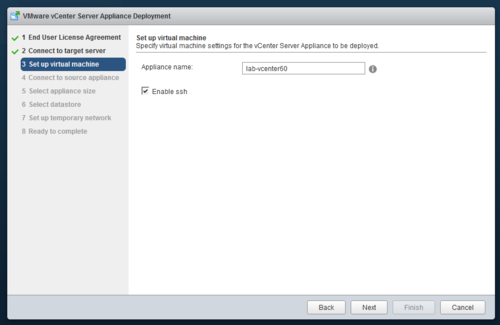 VMware vCenter Server Appliance Deployment
1 End User License Agreement
2 Connect to target server
3 Set up virtual machine
4 Connect to source appliance
5 Select appliance size
6 Select datastore
7 Set up temporary network
8 Ready to complete
Set up virtual machine
Specify virtual machine settings for the vCenter Server Appliance to be deployed.
Appliance name: lab-vcenter60
Enable ssh
Back Next Finish Cancel